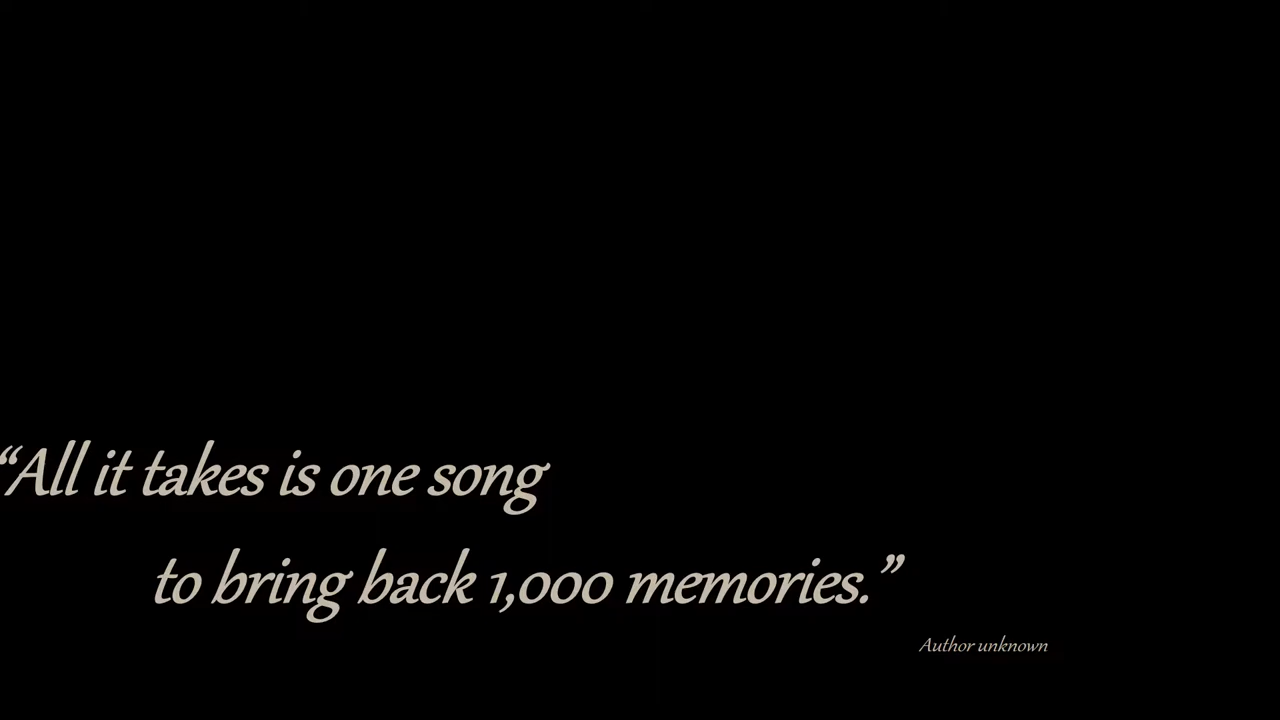 “All it takes is one song
to bring back 1,000 memories.”
Author unknown